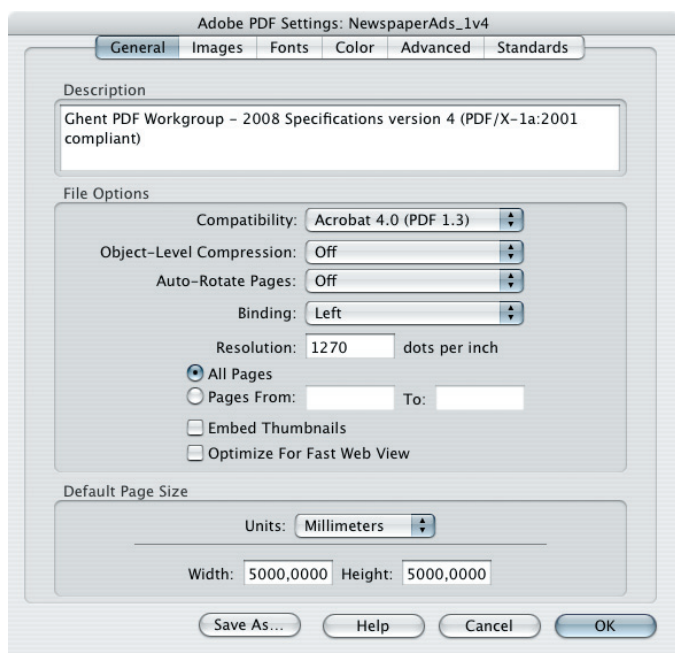 Adobe PDF Settings: NewspaperAds_1v4
General Images Fonts Color Advanced Standards
Description
Ghent PDF Workgroup – 2008 Specifications version 4 (PDF/X-1a:2001
compliant)
File Options
Compatibility: Acrobat 4.0 (PDF 1.3)
Object-Level Compression: Off
Auto-Rotate Pages: Off
Binding: Left
Resolution: 1270 dots per inch
All Pages
Pages From: To:
Embed Thumbnails
Optimize For Fast Web View
Default Page Size
Units: Millimeters
Width: 5000,0000 Height: 5000,0000
Save As... Help Cancel OK